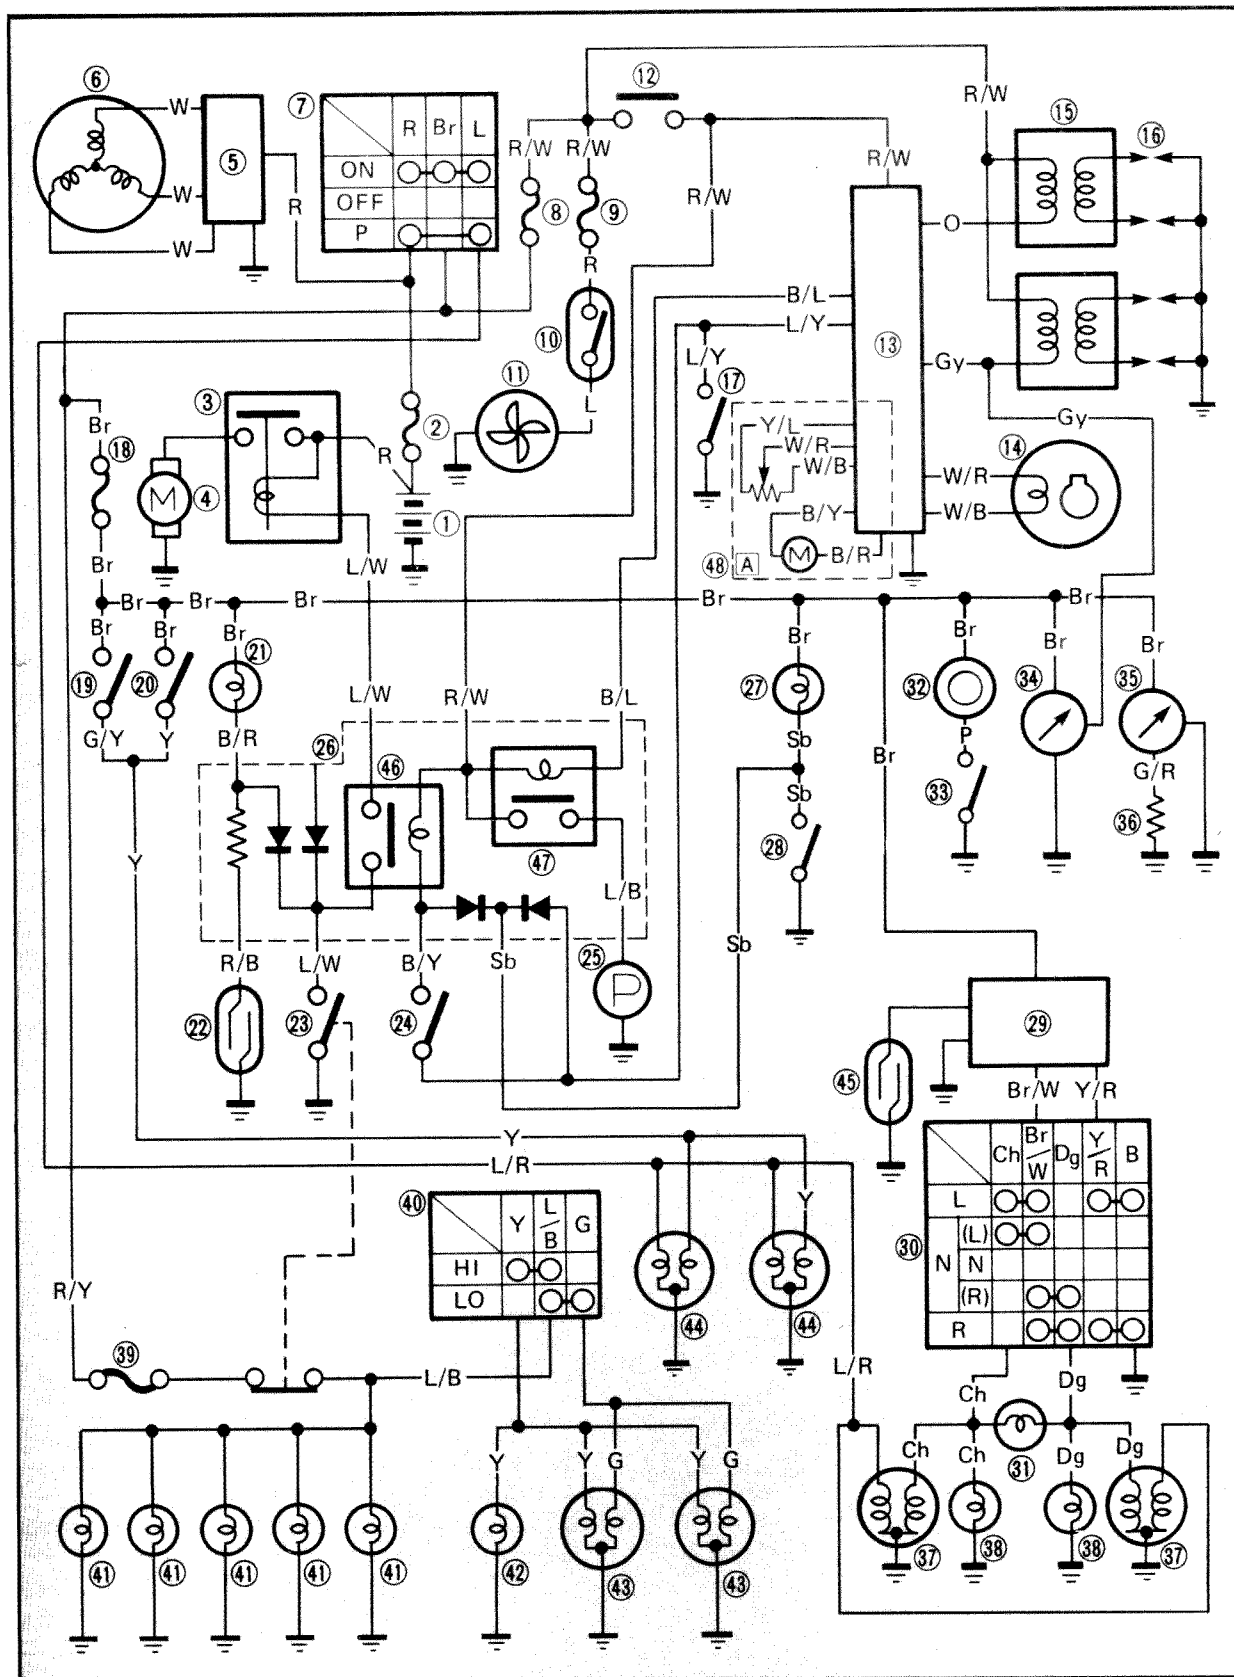 ⑥ W ⑤ W W R
⑦ R Br L
ON
OFF
P
R/W R/W ⑫ R/W
⑧ ⑨ R/W R/W
R ⑩ L ⑪
⑮ ⑯
O
B/L
L/Y
L/Y ⑬ Gy
⑰ Gy
Y/L
W/R
W/B
B/Y
M B/R
㊽ A
W/R ⑭
W/B
③ ② R
Br ⑱ M ④ ①
L/W
Br
Br Br Br Br Br
Br Br Br ㉑ Br Br Br Br
⑲ ⑳ L/W R/W B/L ㉗ ㉜ ㉞ ㉟
G/Y Y B/R Sb P Br G/R
㉖ ㊻ Sb ㉝ ㊱
㊼ ㉘
Y L/B
R/B L/W B/Y Sb ㉕ P Sb
㉒ ㉓ ㉔ ㉙
㊺ Br/W Y/R
Ch Br/W Dg Y/R B
L
㉚ N (L)
N
(R)
R
Y
L/R
Y
㊵ Y L/B G
HI
LO
㊹ ㊹
R/Y
㊴ L/B L/R
Ch Dg
Y Y G Y G Ch Ch ㉛ Dg Dg
㊶ ㊶ ㊶ ㊶ ㊶ ㊷ ㊸ ㊸ ㊲ ㊳ ㊳ ㊲